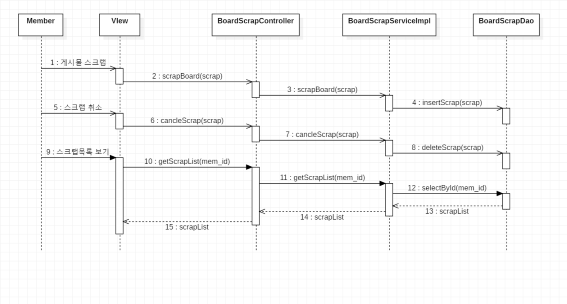 Member
View
BoardScrapController
BoardScrapServiceImpl
BoardScrapDao
1 : 게시물 스크랩
2 : scrapBoard(scrap)
3 : scrapBoard(scrap)
4 : insertScrap(scrap)
5 : 스크랩 취소
6 : cancleScrap(scrap)
7 : cancleScrap(scrap)
8 : deleteScrap(scrap)
9 : 스크랩목록 보기
10 : getScrapList(mem_id)
11 : getScrapList(mem_id)
12 : selectById(mem_id)
13 : scrapList
14 : scrapList
15 : scrapList